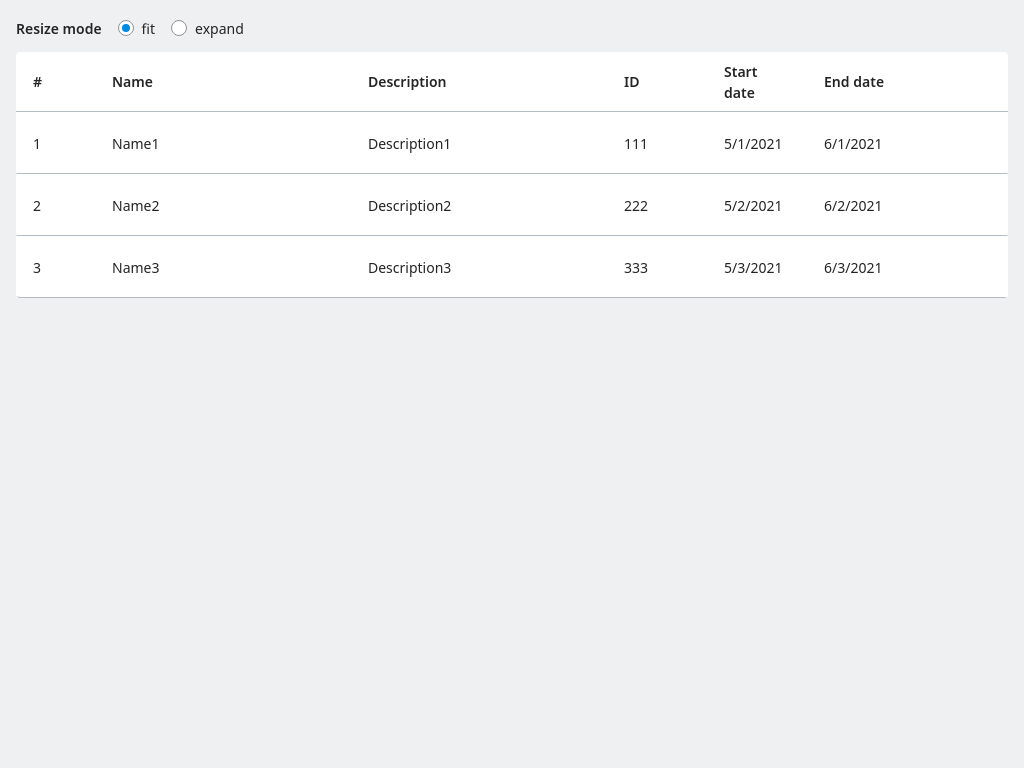 Resize mode fit expand
# Name Description ID Start date End date
1 Name1 Description1 111 5/1/2021 6/1/2021
2 Name2 Description2 222 5/2/2021 6/2/2021
3 Name3 Description3 333 5/3/2021 6/3/2021